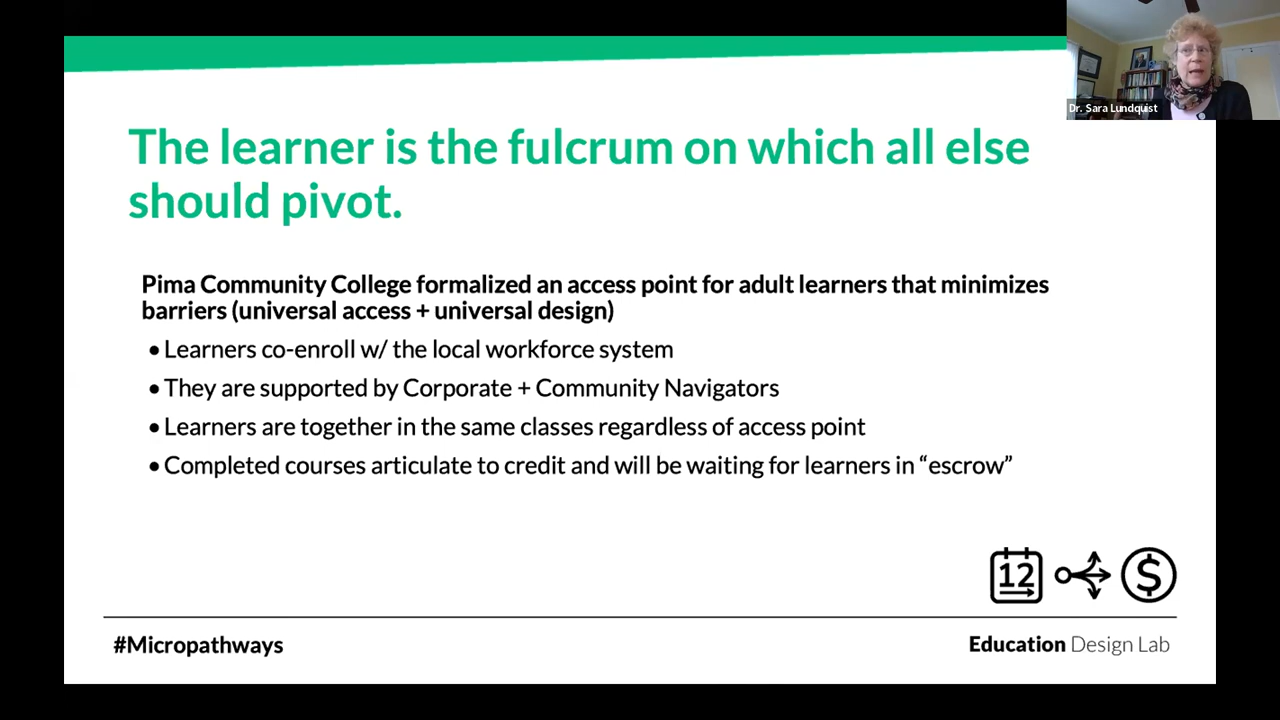 Dr. Sara Lundquist
The learner is the fulcrum on which all else
should pivot.
Pima Community College formalized an access point for adult learners that minimizes
barriers (universal access + universal design)
• Learners co-enroll w/ the local workforce system
• They are supported by Corporate + Community Navigators
• Learners are together in the same classes regardless of access point
• Completed courses articulate to credit and will be waiting for learners in “escrow”
12
$
#Micropathways
Education Design Lab